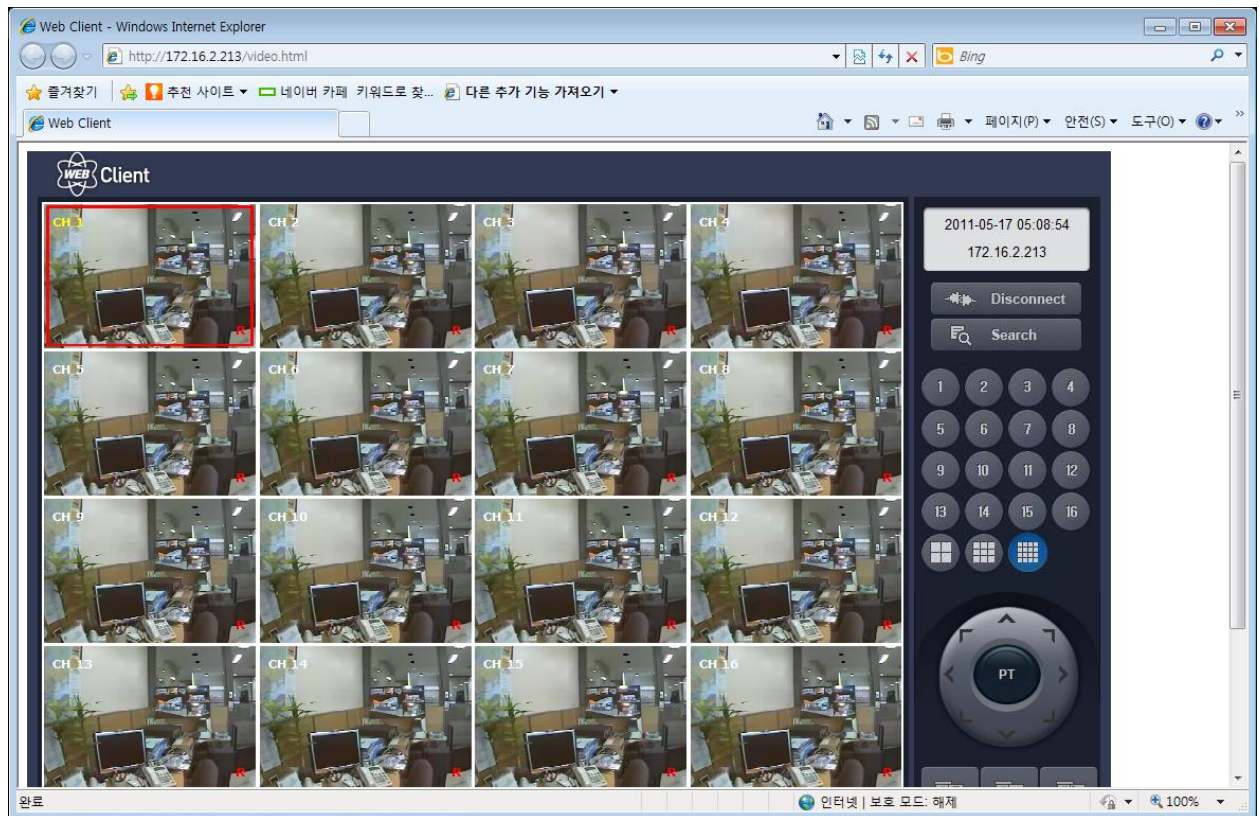 Web Client - Windows Internet Explorer
http://172.16.2.213/video.html
Bing
즐겨찾기 추천 사이트 네이버 카페 키워드로 찾... 다른 추가 기능 가져오기
Web Client
페이지(P) 안전(S) 도구(O)
WEB Client
CH 1 CH 2 CH 3 CH 4
R R R R
CH 5 CH 6 CH 7 CH 8
R R R R
CH 9 CH 10 CH 11 CH 12
R R R R
CH 13 CH 14 CH 15 CH 16
R R R R
2011-05-17 05:08:54
172.16.2.213
Disconnect
Search
1 2 3 4
5 6 7 8
9 10 11 12
13 14 15 16
PT
완료
인터넷 | 보호 모드: 해제
100%